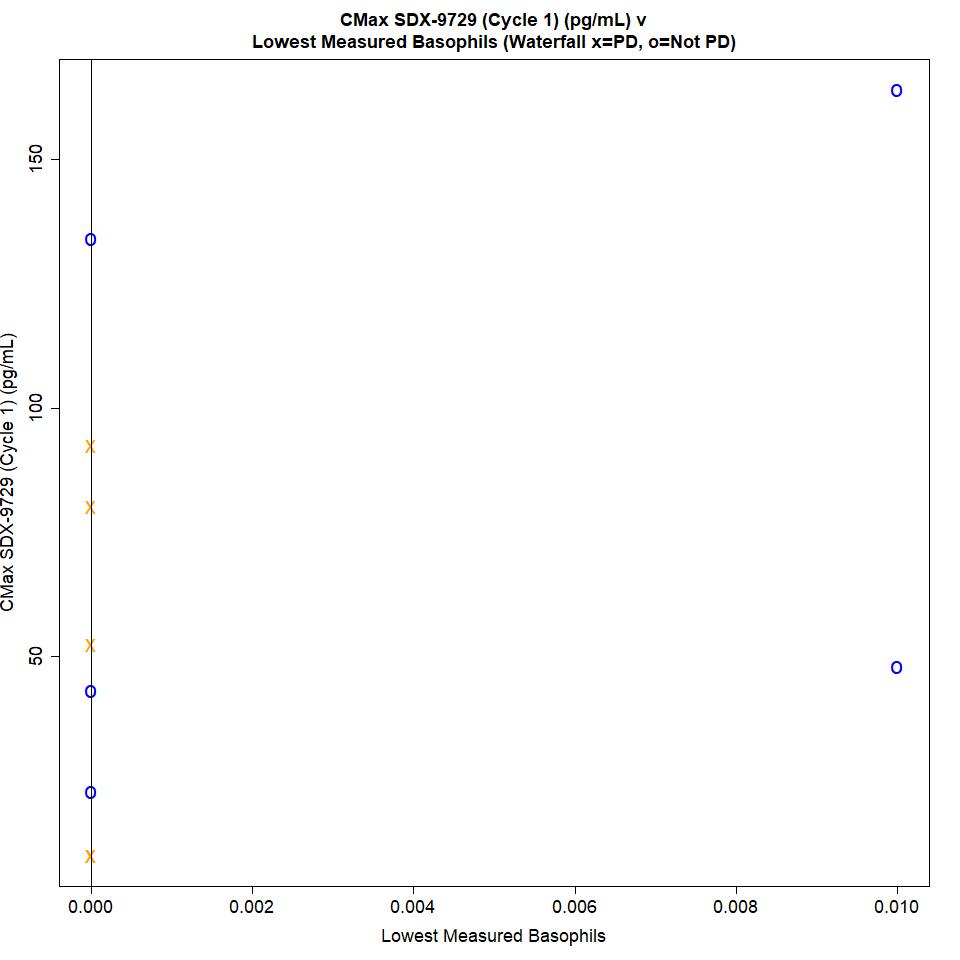 CMax SDX-9729 (Cycle 1) (pg/mL) v
Lowest Measured Basophils (Waterfall x=PD, o=Not PD)
CMax SDX-9729 (Cycle 1) (pg/mL)
150
100
50
0.000 0.002 0.004 0.006 0.008 0.010
Lowest Measured Basophils